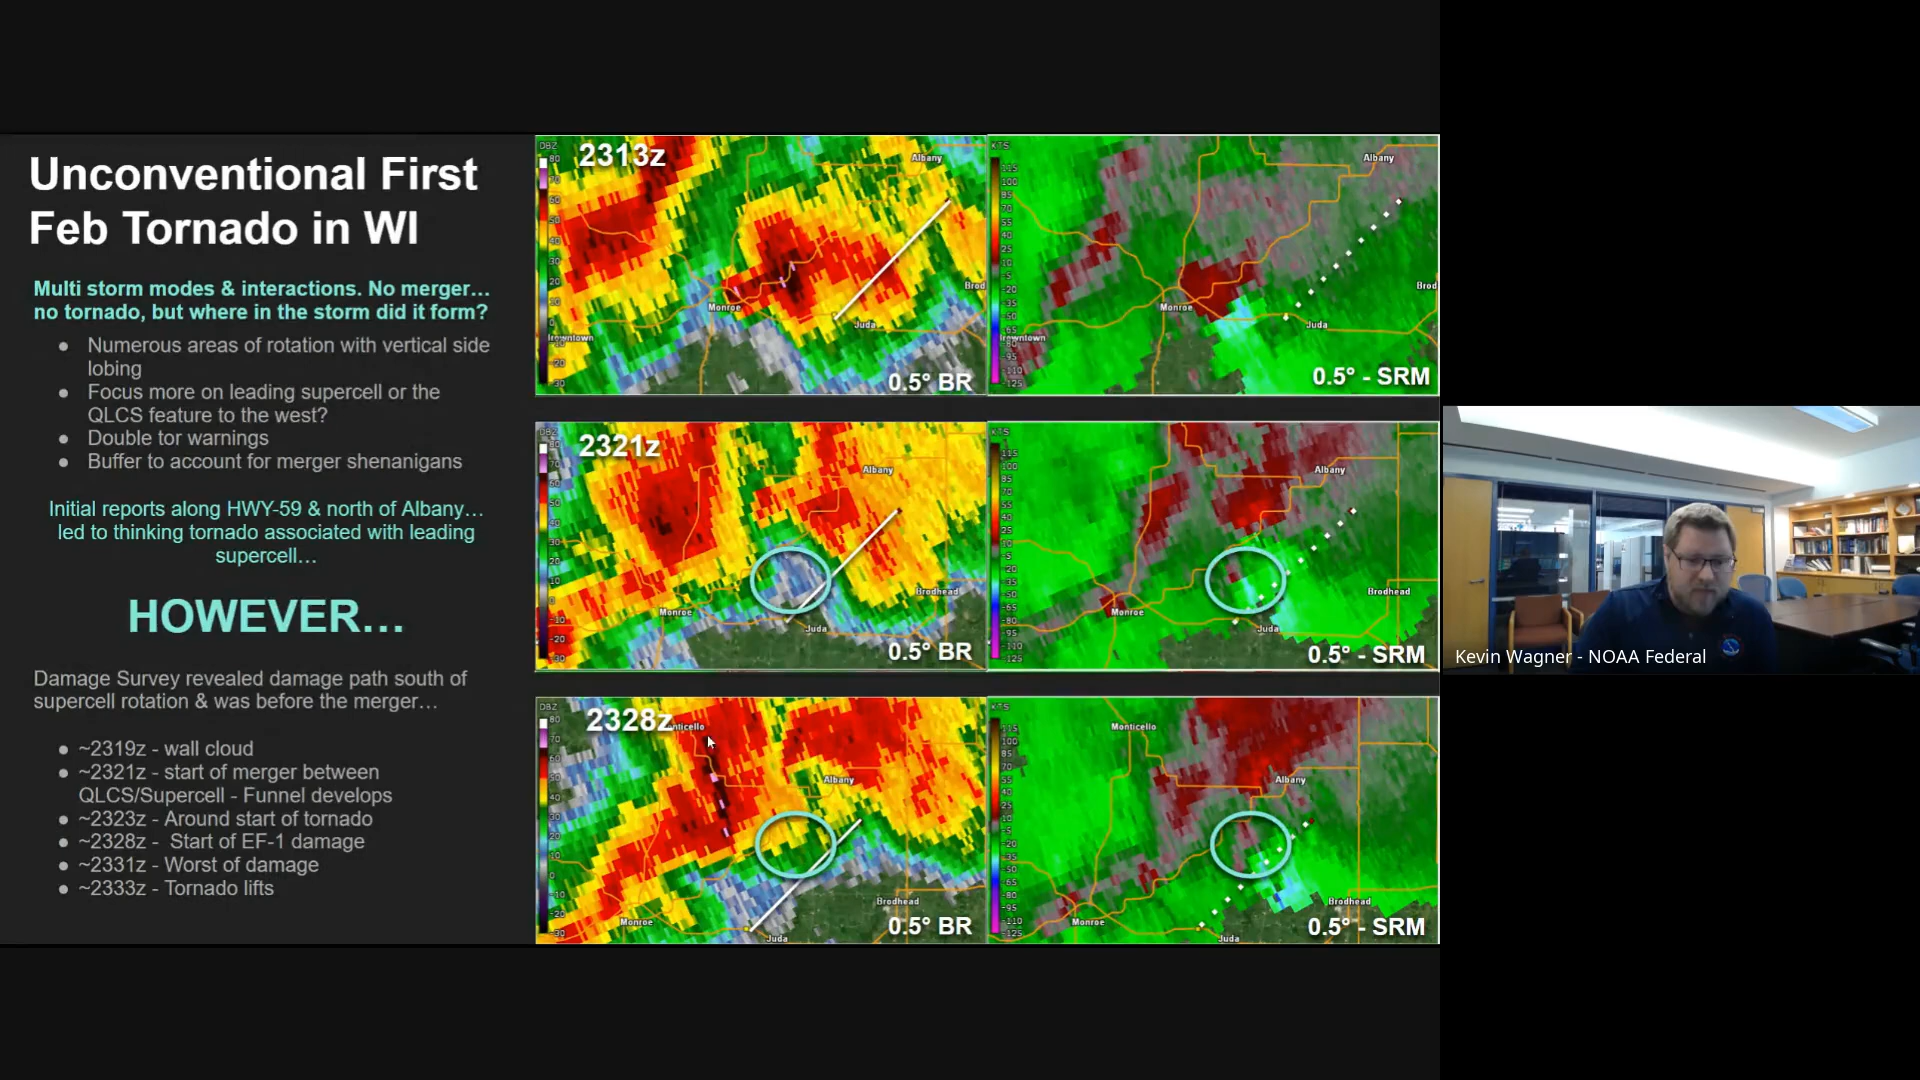 Unconventional First
Feb Tornado in WI
Multi storm modes & interactions. No merger…
no tornado, but where in the storm did it form?
● Numerous areas of rotation with vertical side
lobing
● Focus more on leading supercell or the
QLCS feature to the west?
● Double tor warnings
● Buffer to account for merger shenanigans
Initial reports along HWY-59 & north of Albany…
led to thinking tornado associated with leading
supercell…
HOWEVER…
Damage Survey revealed damage path south of
supercell rotation & was before the merger…
● ~2319z - wall cloud
● ~2321z - start of merger between
QLCS/Supercell - Funnel develops
● ~2323z - Around start of tornado
● ~2328z - Start of EF-1 damage
● ~2331z - Worst of damage
● ~2333z - Tornado lifts
2313z
Albany
Brod
Monroe
Juda
0.5° BR
Albany
Brod
Monroe
Juda
0.5° - SRM
2321z
Albany
Brodhead
Monroe
Juda
0.5° BR
Albany
Brodhead
Monroe
Juda
0.5° - SRM
2328z
nticello
Albany
Brodhead
Monroe
Juda
0.5° BR
Monticello
Albany
Brodhead
Monroe
Juda
0.5° - SRM
Kevin Wagner - NOAA Federal